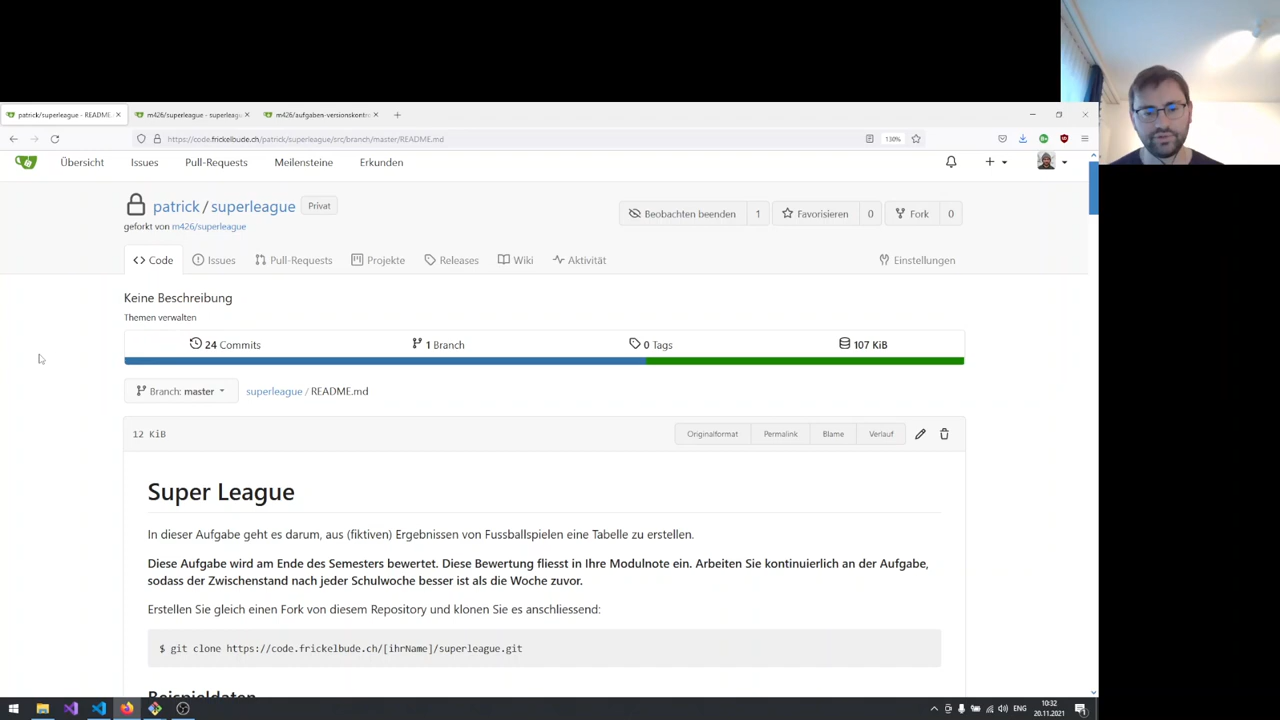 patrick/superleague - README.
m426/superleague - superleag
m426/aufgaben-versionskontr
https://code.frickelbude.ch/patrick/superleague/src/branch/master/README.md
130%
Übersicht
Issues
Pull-Requests
Meilensteine
Erkunden
patrick / superleague
Privat
Beobachten beenden
1
Favorisieren
0
Fork
0
geforkt von m426/superleague
Code
Issues
Pull-Requests
Projekte
Releases
Wiki
Aktivität
Einstellungen
Keine Beschreibung
Themen verwalten
24 Commits
1 Branch
0 Tags
107 KiB
Branch: master
superleague / README.md
12 KiB
Originalformat
Permalink
Blame
Verlauf
Super League
In dieser Aufgabe geht es darum, aus (fiktiven) Ergebnissen von Fussballspielen eine Tabelle zu erstellen.
Diese Aufgabe wird am Ende des Semesters bewertet. Diese Bewertung fliesst in Ihre Modulnote ein. Arbeiten Sie kontinuierlich an der Aufgabe,
sodass der Zwischenstand nach jeder Schulwoche besser ist als die Woche zuvor.
Erstellen Sie gleich einen Fork von diesem Repository und klonen Sie es anschliessend:
$ git clone https://code.frickelbude.ch/[ihrName]/superleague.git
Beispieldaten
ENG
10:32
20.11.2021